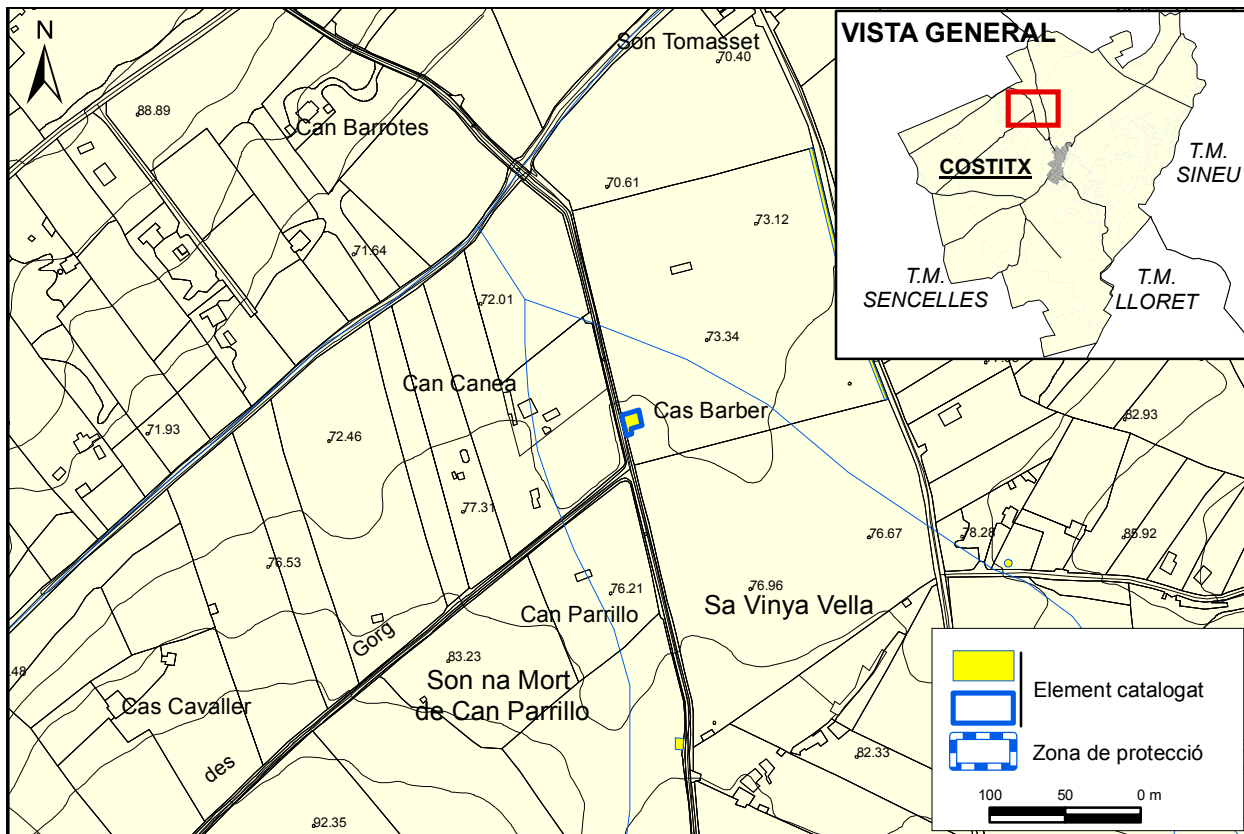 N
Son Tomasset
70.40
88.89
Can Barrotes
70.61
73.12
71.64
72.01
73.34
Can Canea
Cas Barber
71.93
72.46
77.31
76.67
78.28
82.93
85.92
76.53
76.21
76.96
Can Parrillo
Sa Vinya Vella
Gorg
83.23
.48
Son na Mort
de Can Parrillo
Cas Cavaller
des
82.33
92.35
VISTA GENERAL
COSTITX
T.M.
SINEU
T.M.
SENCELLES
T.M.
LLORET
Element catalogat
Zona de protecció
100 50 0 m